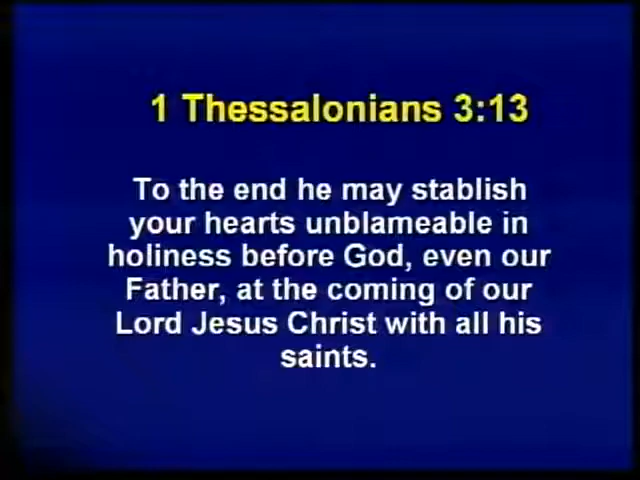 1 Thessalonians 3:13
To the end he may stablish
your hearts unblameable in
holiness before God, even our
Father, at the coming of our
Lord Jesus Christ with all his
saints.